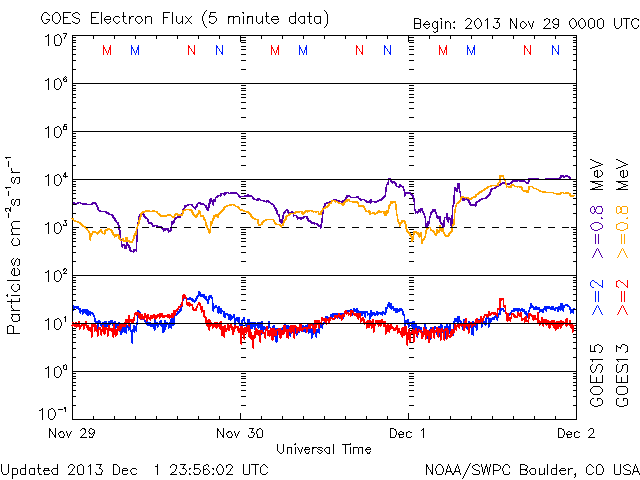 GOES Electron Flux (5 minute data)
Begin: 2013 Nov 29 0000 UTC
10⁷
M M N N M M N N M M N N
10⁶
10⁵
10⁴
10³
10²
10¹
10⁰
10⁻¹
Particles cm⁻²s⁻¹sr⁻¹
GOES15 >=2 >=0.8 MeV
GOES13 >=2 >=0.8 MeV
Nov 29 Nov 30 Dec 1 Dec 2
Universal Time
Updated 2013 Dec 1 23:56:02 UTC
NOAA/SWPC Boulder, CO USA